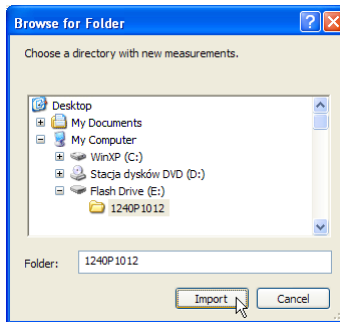 Browse for Folder
Choose a directory with new measurements.
Desktop
My Documents
My Computer
WinXP (C:)
Stacja dysków DVD (D:)
Flash Drive (E:)
1240P1012
Folder: 1240P1012
Import Cancel